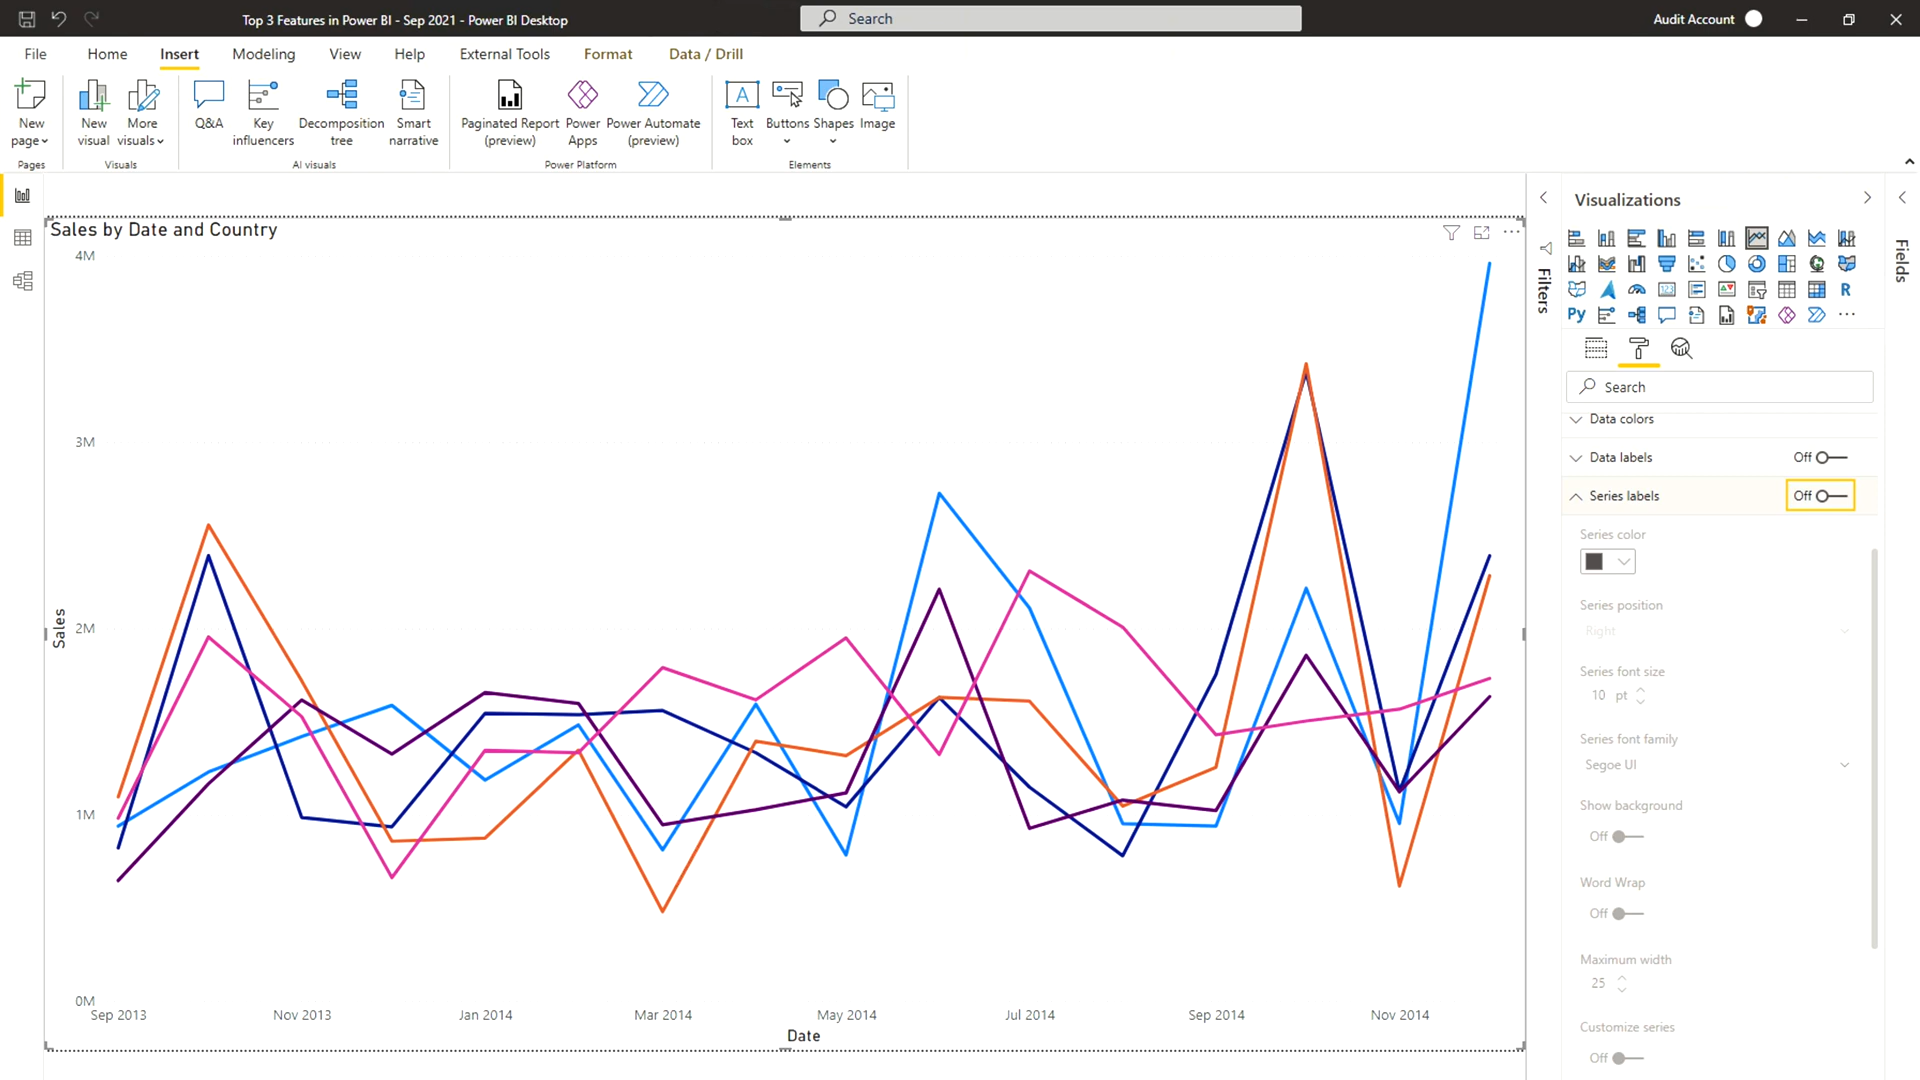 Top 3 Features in Power BI - Sep 2021 - Power BI Desktop
Search
Audit Account
File Home Insert Modeling View Help External Tools Format Data / Drill
New page
New visual
More visuals
Q&A
Key influencers
Decomposition tree
Smart narrative
Paginated Report (preview)
Power Apps
Power Automate (preview)
Text box
Buttons
Shapes
Image
Pages
Visuals
AI visuals
Power Platform
Elements
Sales by Date and Country
4M
3M
2M
1M
0M
Sales
Sep 2013 Nov 2013 Jan 2014 Mar 2014 May 2014 Jul 2014 Sep 2014 Nov 2014
Date
Filters
Visualizations
123
R
Py
Search
Data colors
Data labels Off
Series labels Off
Series color
Series position
Right
Series font size
10 pt
Series font family
Segoe UI
Show background
Off
Word Wrap
Off
Maximum width
25
Customize series
Off
Fields